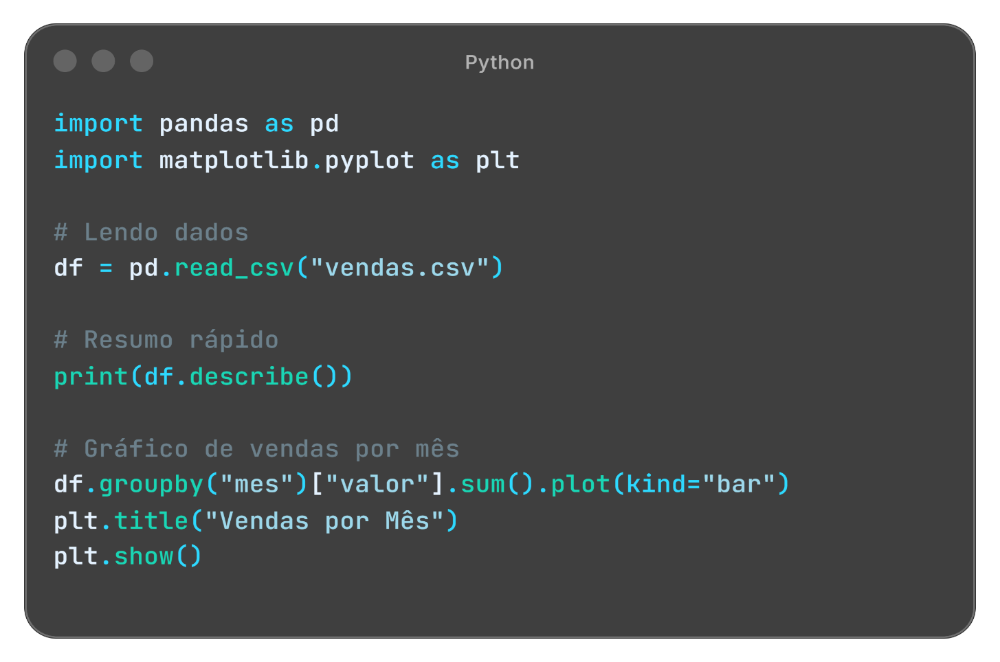 Python
import pandas as pd
import matplotlib.pyplot as plt
# Lendo dados
df = pd.read_csv("vendas.csv")
# Resumo rápido
print(df.describe())
# Gráfico de vendas por mês
df.groupby("mes")["valor"].sum().plot(kind="bar")
plt.title("Vendas por Mês")
plt.show()